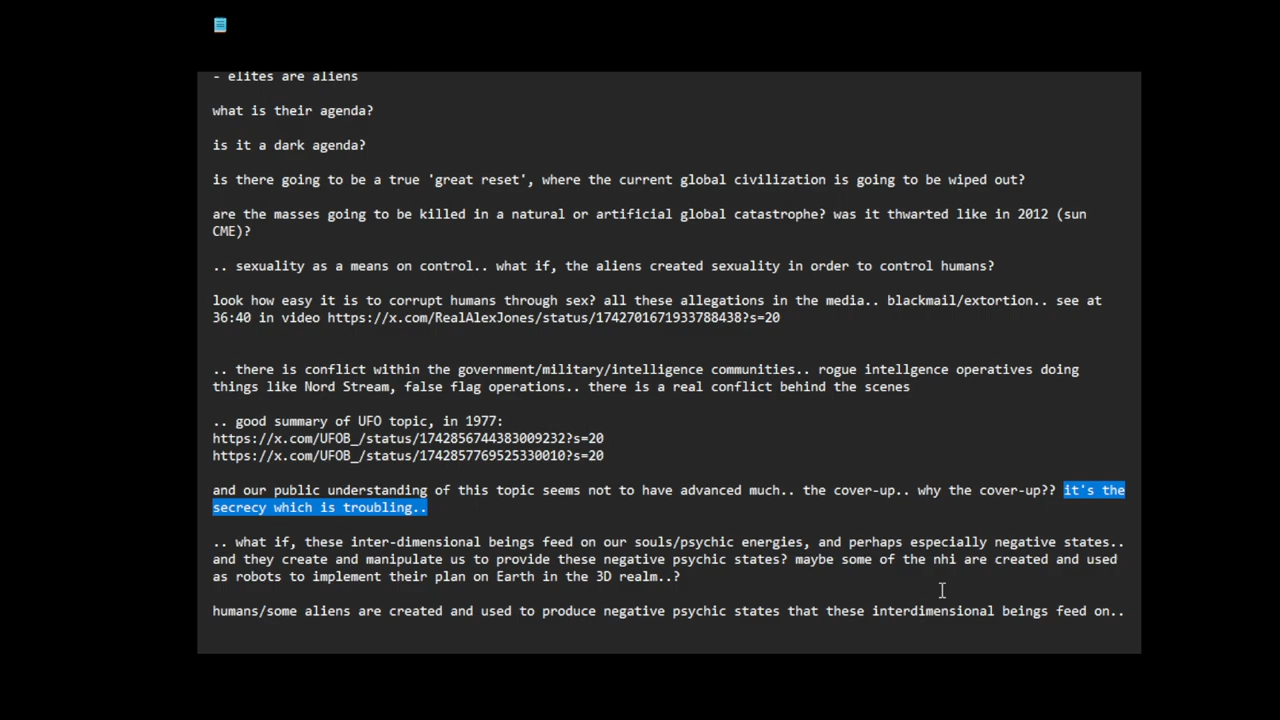 - elites are aliens
what is their agenda?
is it a dark agenda?
is there going to be a true 'great reset', where the current global civilization is going to be wiped out?
are the masses going to be killed in a natural or artificial global catastrophe? was it thwarted like in 2012 (sun
CME)?
.. sexuality as a means on control.. what if, the aliens created sexuality in order to control humans?
look how easy it is to corrupt humans through sex? all these allegations in the media.. blackmail/extortion.. see at
36:40 in video https://x.com/RealAlexJones/status/1742701671933788438?s=20
.. there is conflict within the government/military/intelligence communities.. rogue intellgence operatives doing
things like Nord Stream, false flag operations.. there is a real conflict behind the scenes
.. good summary of UFO topic, in 1977:
https://x.com/UFOB_/status/1742856744383009232?s=20
https://x.com/UFOB_/status/1742857769525330010?s=20
and our public understanding of this topic seems not to have advanced much.. the cover-up.. why the cover-up?? it's the
secrecy which is troubling..
.. what if, these inter-dimensional beings feed on our souls/psychic energies, and perhaps especially negative states..
and they create and manipulate us to provide these negative psychic states? maybe some of the nhi are created and used
as robots to implement their plan on Earth in the 3D realm..?
humans/some aliens are created and used to produce negative psychic states that these interdimensional beings feed on..